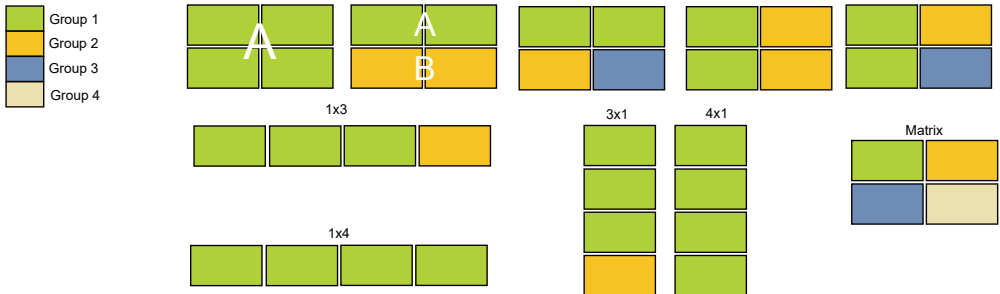 Group 1
Group 2
Group 3
Group 4
A
A
B
1x3
3x1
4x1
Matrix
1x4